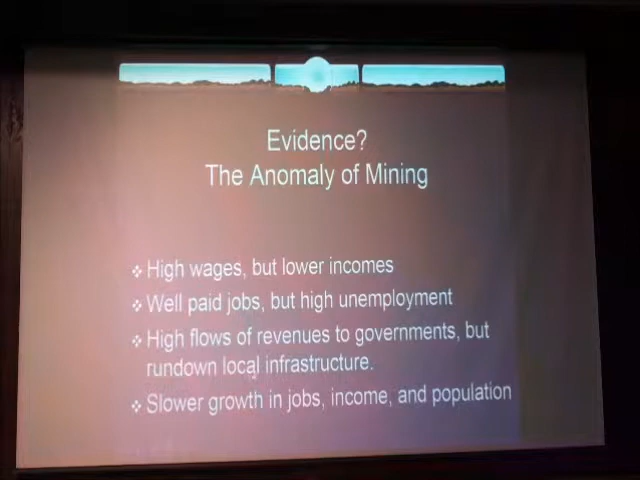 Evidence?
The Anomaly of Mining
❖ High wages, but lower incomes
❖ Well paid jobs, but high unemployment
❖ High flows of revenues to governments, but
rundown local infrastructure.
❖ Slower growth in jobs, income, and population